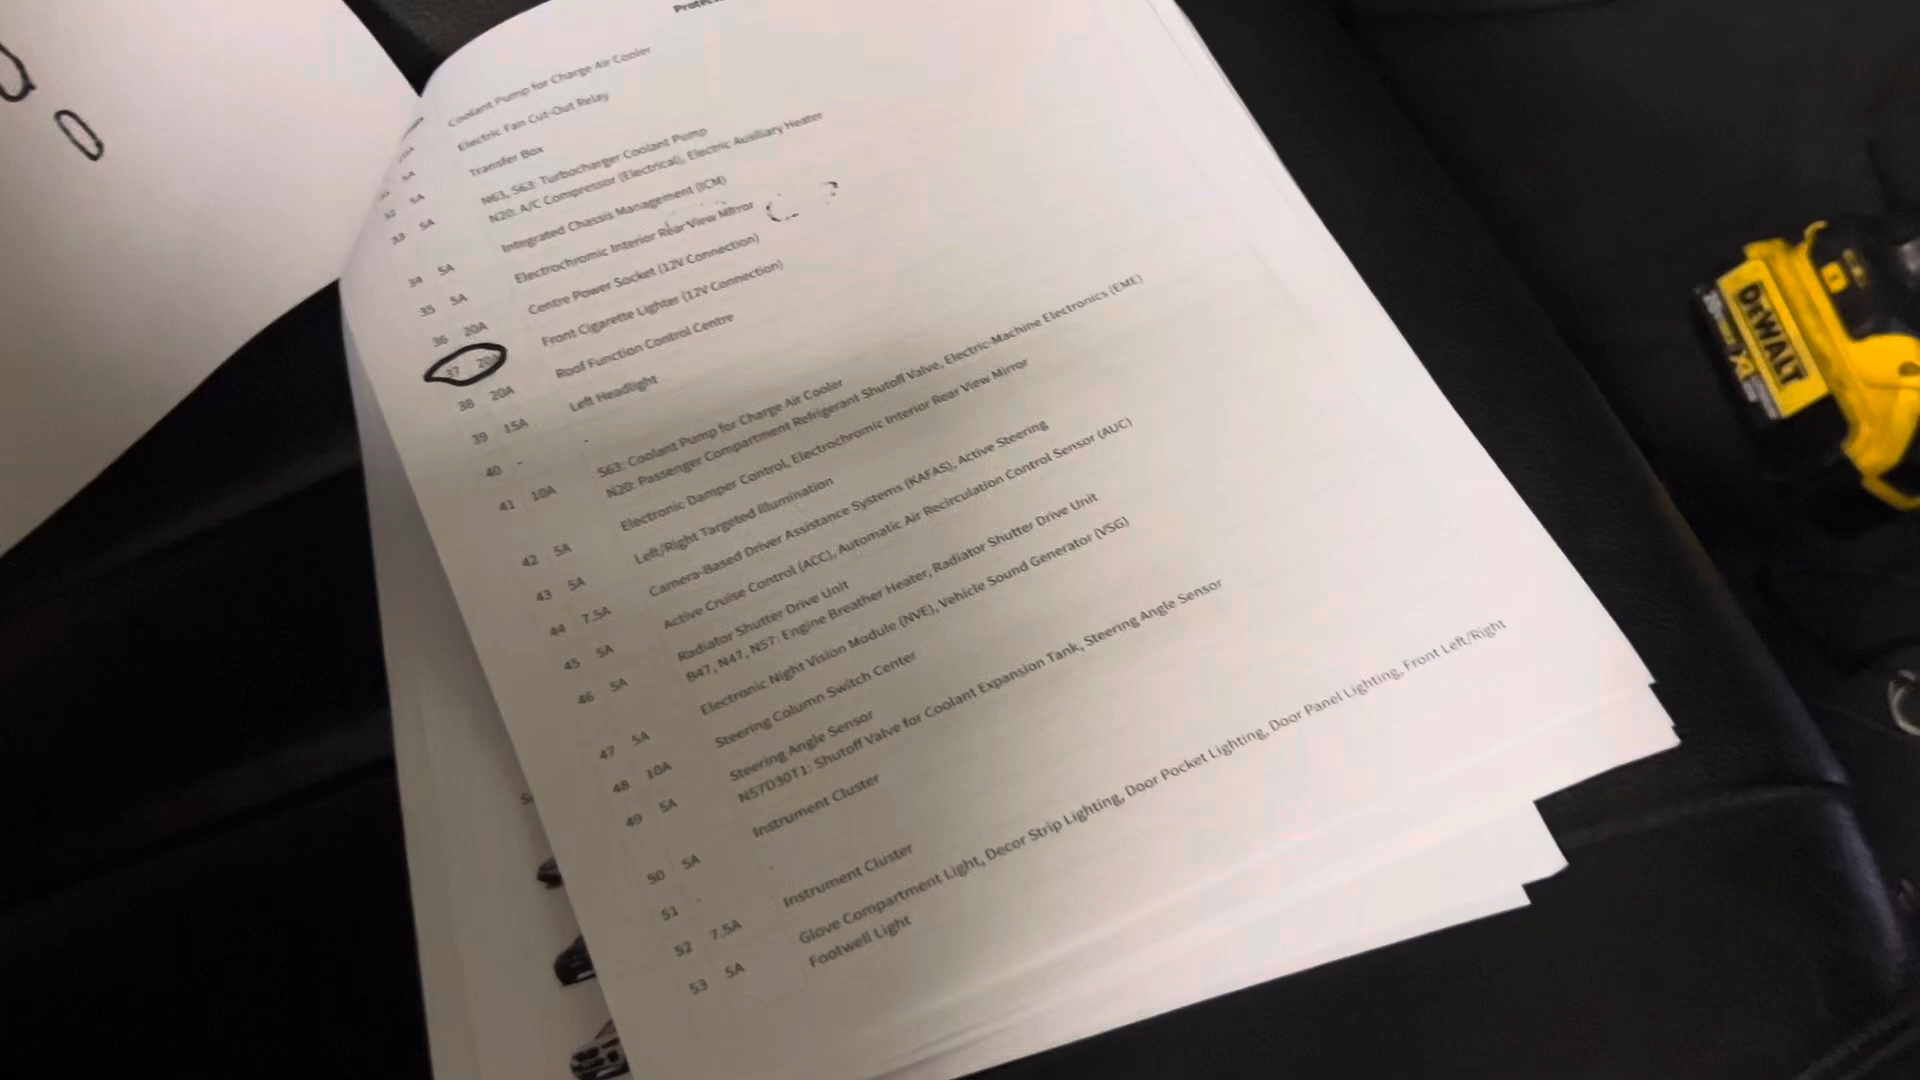 Coolant Pump for Charge Air Cooler
5A Electric Fan Cut-Out Relay
32 5A Transfer Box
33 5A N63, S63: Turbocharger Coolant Pump
N20: A/C Compressor (Electrical), Electric Auxiliary Heater
34 5A Integrated Chassis Management (ICM)
35 5A Electrochromic Interior Rear View Mirror
36 20A Centre Power Socket (12V Connection)
37 20A Front Cigarette Lighter (12V Connection)
38 20A Roof Function Control Centre
39 15A Left Headlight
40 - -
41 10A S63: Coolant Pump for Charge Air Cooler
N20: Passenger Compartment Refrigerant Shutoff Valve, Electric-Machine Electronics (EME)
42 5A Electronic Damper Control, Electrochromic Interior Rear View Mirror
43 5A Left/Right Targeted Illumination
44 7.5A Camera-Based Driver Assistance Systems (KAFAS), Active Steering
45 5A Active Cruise Control (ACC), Automatic Air Recirculation Control Sensor (AUC)
46 5A Radiator Shutter Drive Unit
B47, N47, N57: Engine Breather Heater, Radiator Shutter Drive Unit
47 5A Electronic Night Vision Module (NVE), Vehicle Sound Generator (VSG)
48 10A Steering Column Switch Center
49 5A Steering Angle Sensor
N57D30T1: Shutoff Valve for Coolant Expansion Tank, Steering Angle Sensor
50 5A Instrument Cluster
51 - -
52 7.5A Instrument Cluster
53 5A Glove Compartment Light, Decor Strip Lighting, Door Pocket Lighting, Door Panel Lighting, Front Left/Right
Footwell Light
DEWALT